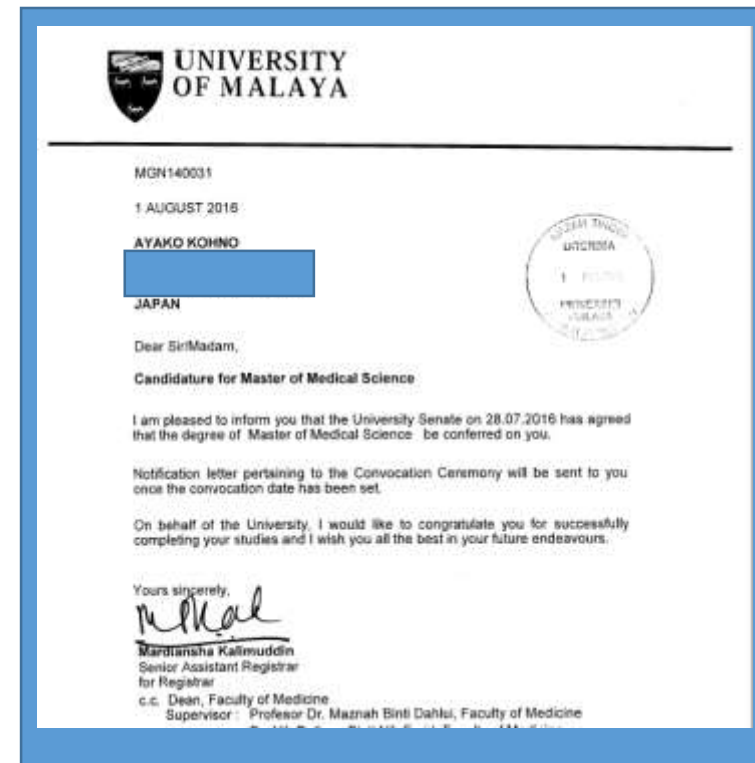 UNIVERSITY
OF MALAYA
MGN140031
1 AUGUST 2016
AYAKO KOHNO
JAPAN
Dear Sir/Madam,
Candidature for Master of Medical Science
I am pleased to inform you that the University Senate on 28.07.2016 has agreed
that the degree of Master of Medical Science be conferred on you.
Notification letter pertaining to the Convocation Ceremony will be sent to you
once the convocation date has been set.
On behalf of the University, I would like to congratulate you for successfully
completing your studies and I wish you all the best in your future endeavours.
Yours sincerely,
Mardiansha Kalimuddin
Senior Assistant Registrar
for Registrar
c.c. Dean, Faculty of Medicine
Supervisor : Profesor Dr. Maznah Binti Dahlui, Faculty of Medicine